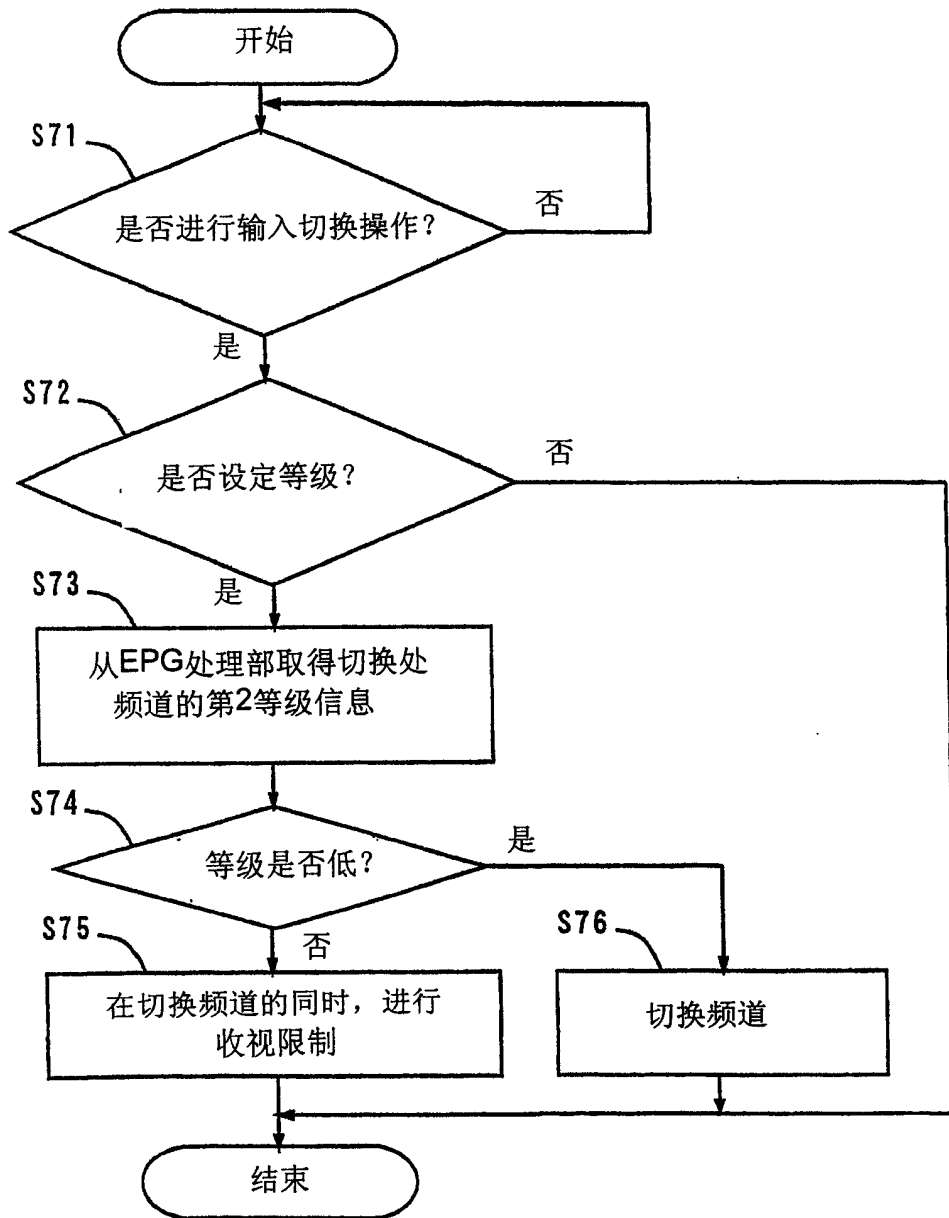 开始
S71
是否进行输入切换操作?
否
是
S72
是否设定等级?
否
是
S73
从EPG处理部取得切换处
频道的第2等级信息
S74
等级是否低?
是
否
S75
在切换频道的同时，进行
收视限制
S76
切换频道
结束